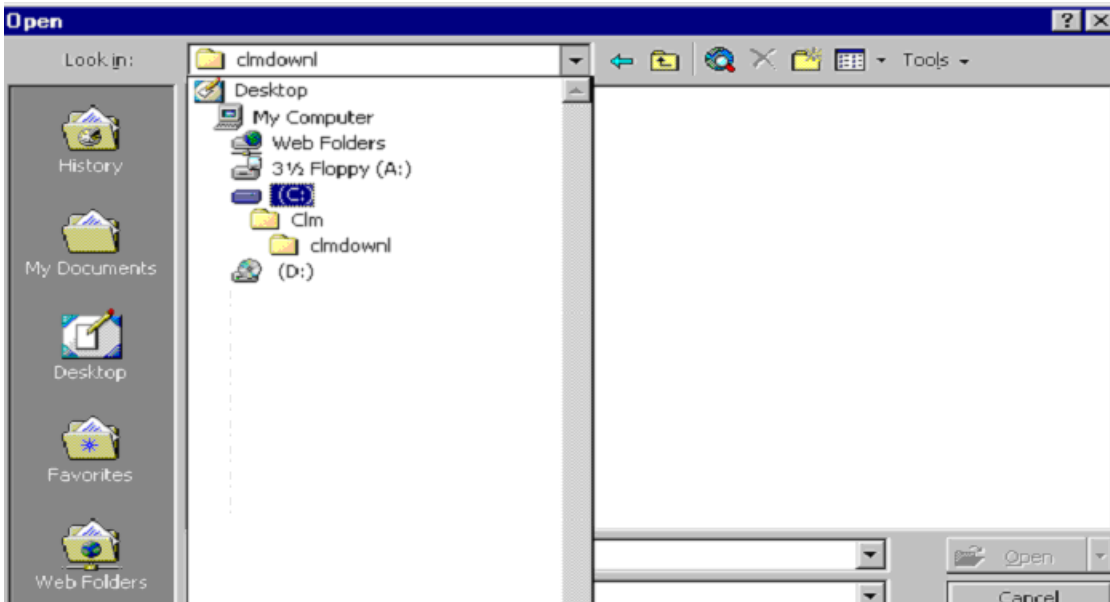 Open
Look in: clmdownl Tools
Desktop
My Computer
Web Folders
3½ Floppy (A:)
(C:)
Clm
clmdownl
(D:)
History
My Documents
Desktop
Favorites
Web Folders
Open
Cancel